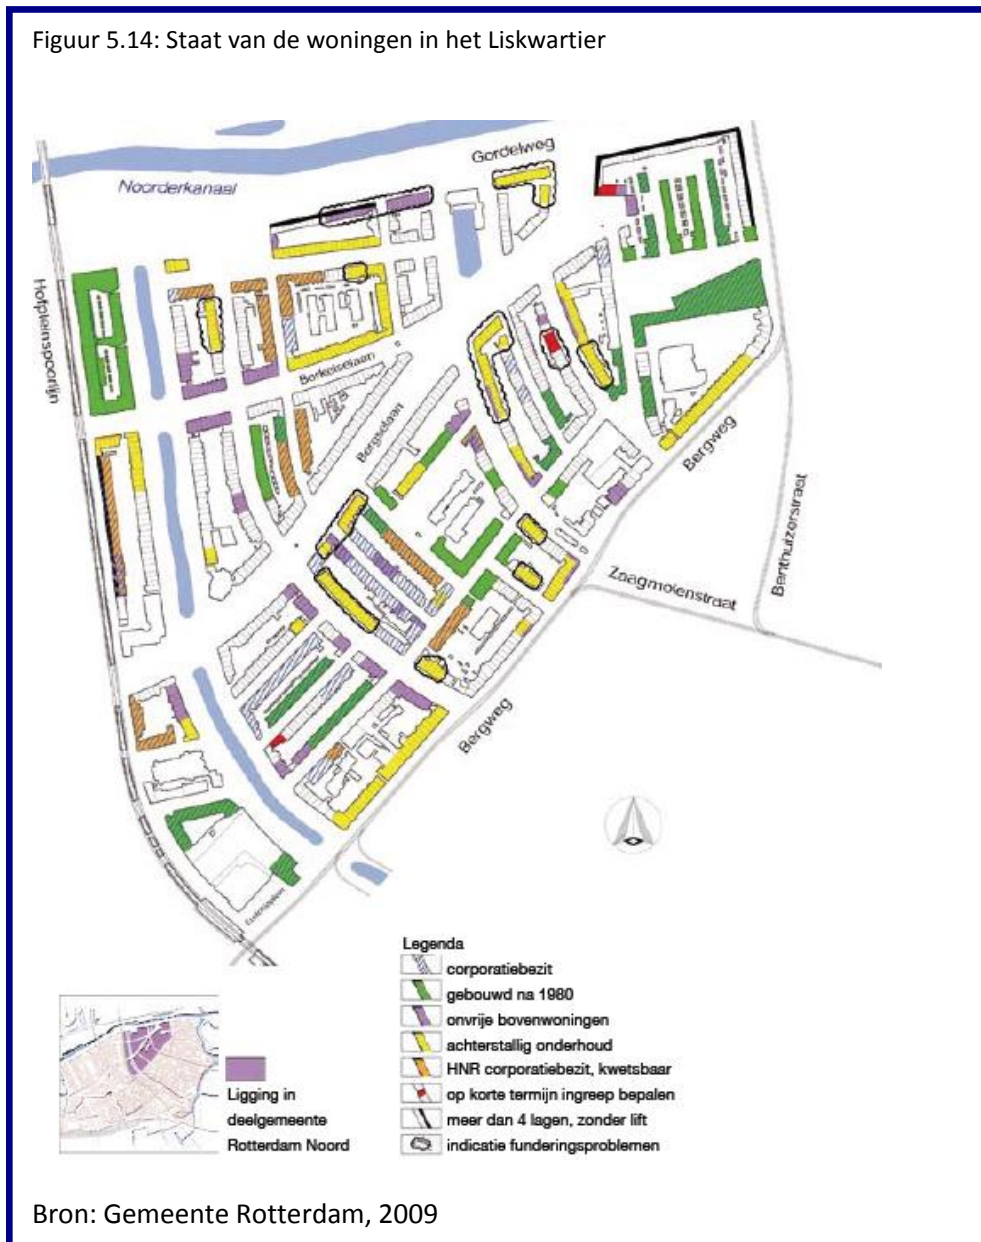 Figuur 5.14: Staat van de woningen in het Liskwartier
Gordelweg
Noorderkanaal
Hofpleinspoorlijn
Borkelselaan
Bergselaan
Bergweg
Benthuizerstraat
Zaagmolenstraat
Bergweg
Legenda
corporatiebezit
gebouwd na 1980
onvrije bovenwoningen
achterstallig onderhoud
HNR corporatiebezit, kwetsbaar
op korte termijn ingreep bepalen
meer dan 4 lagen, zonder lift
indicatie funderingsproblemen
Ligging in
deelgemeente
Rotterdam Noord
Bron: Gemeente Rotterdam, 2009